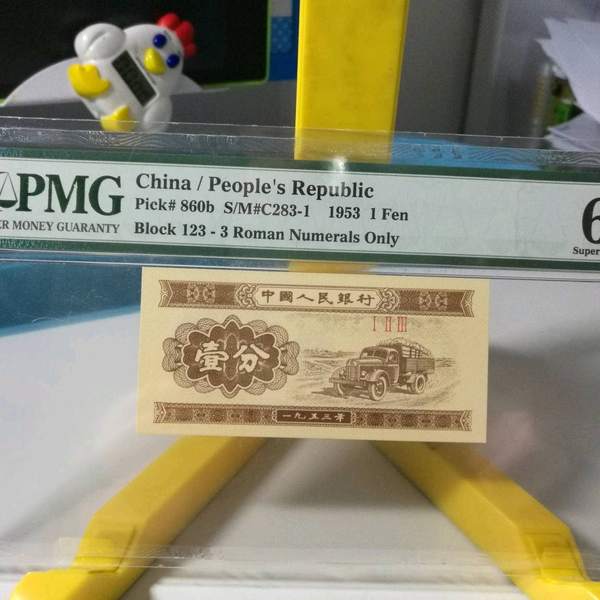 PMG
ER MONEY GUARANTY
China / People's Republic
Pick# 860b S/M#C283-1 1953 1 Fen
Block 123 - 3 Roman Numerals Only
6
Super
中國人民銀行
I II III
壹分
一九五三年